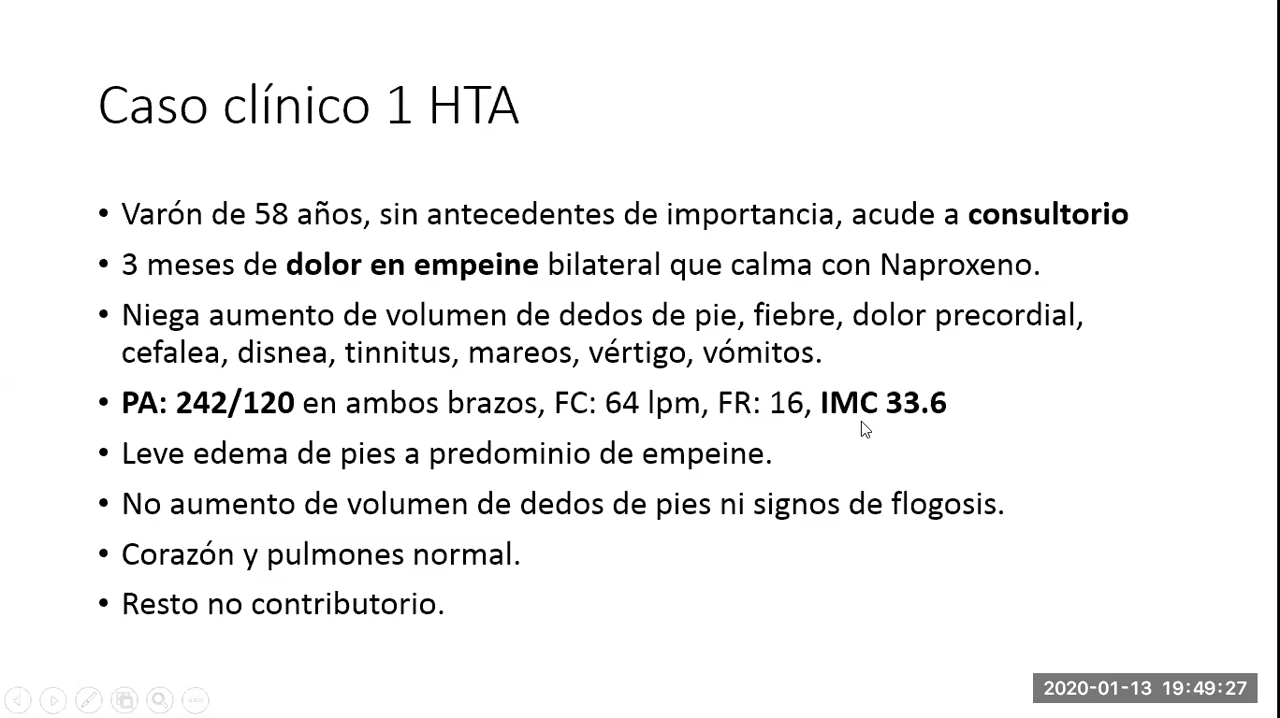 Caso clínico 1 HTA
• Varón de 58 años, sin antecedentes de importancia, acude a consultorio
• 3 meses de dolor en empeine bilateral que calma con Naproxeno.
• Niega aumento de volumen de dedos de pie, fiebre, dolor precordial,
cefalea, disnea, tinnitus, mareos, vértigo, vómitos.
• PA: 242/120 en ambos brazos, FC: 64 lpm, FR: 16, IMC 33.6
• Leve edema de pies a predominio de empeine.
• No aumento de volumen de dedos de pies ni signos de flogosis.
• Corazón y pulmones normal.
• Resto no contributorio.
2020-01-13 19:49:27